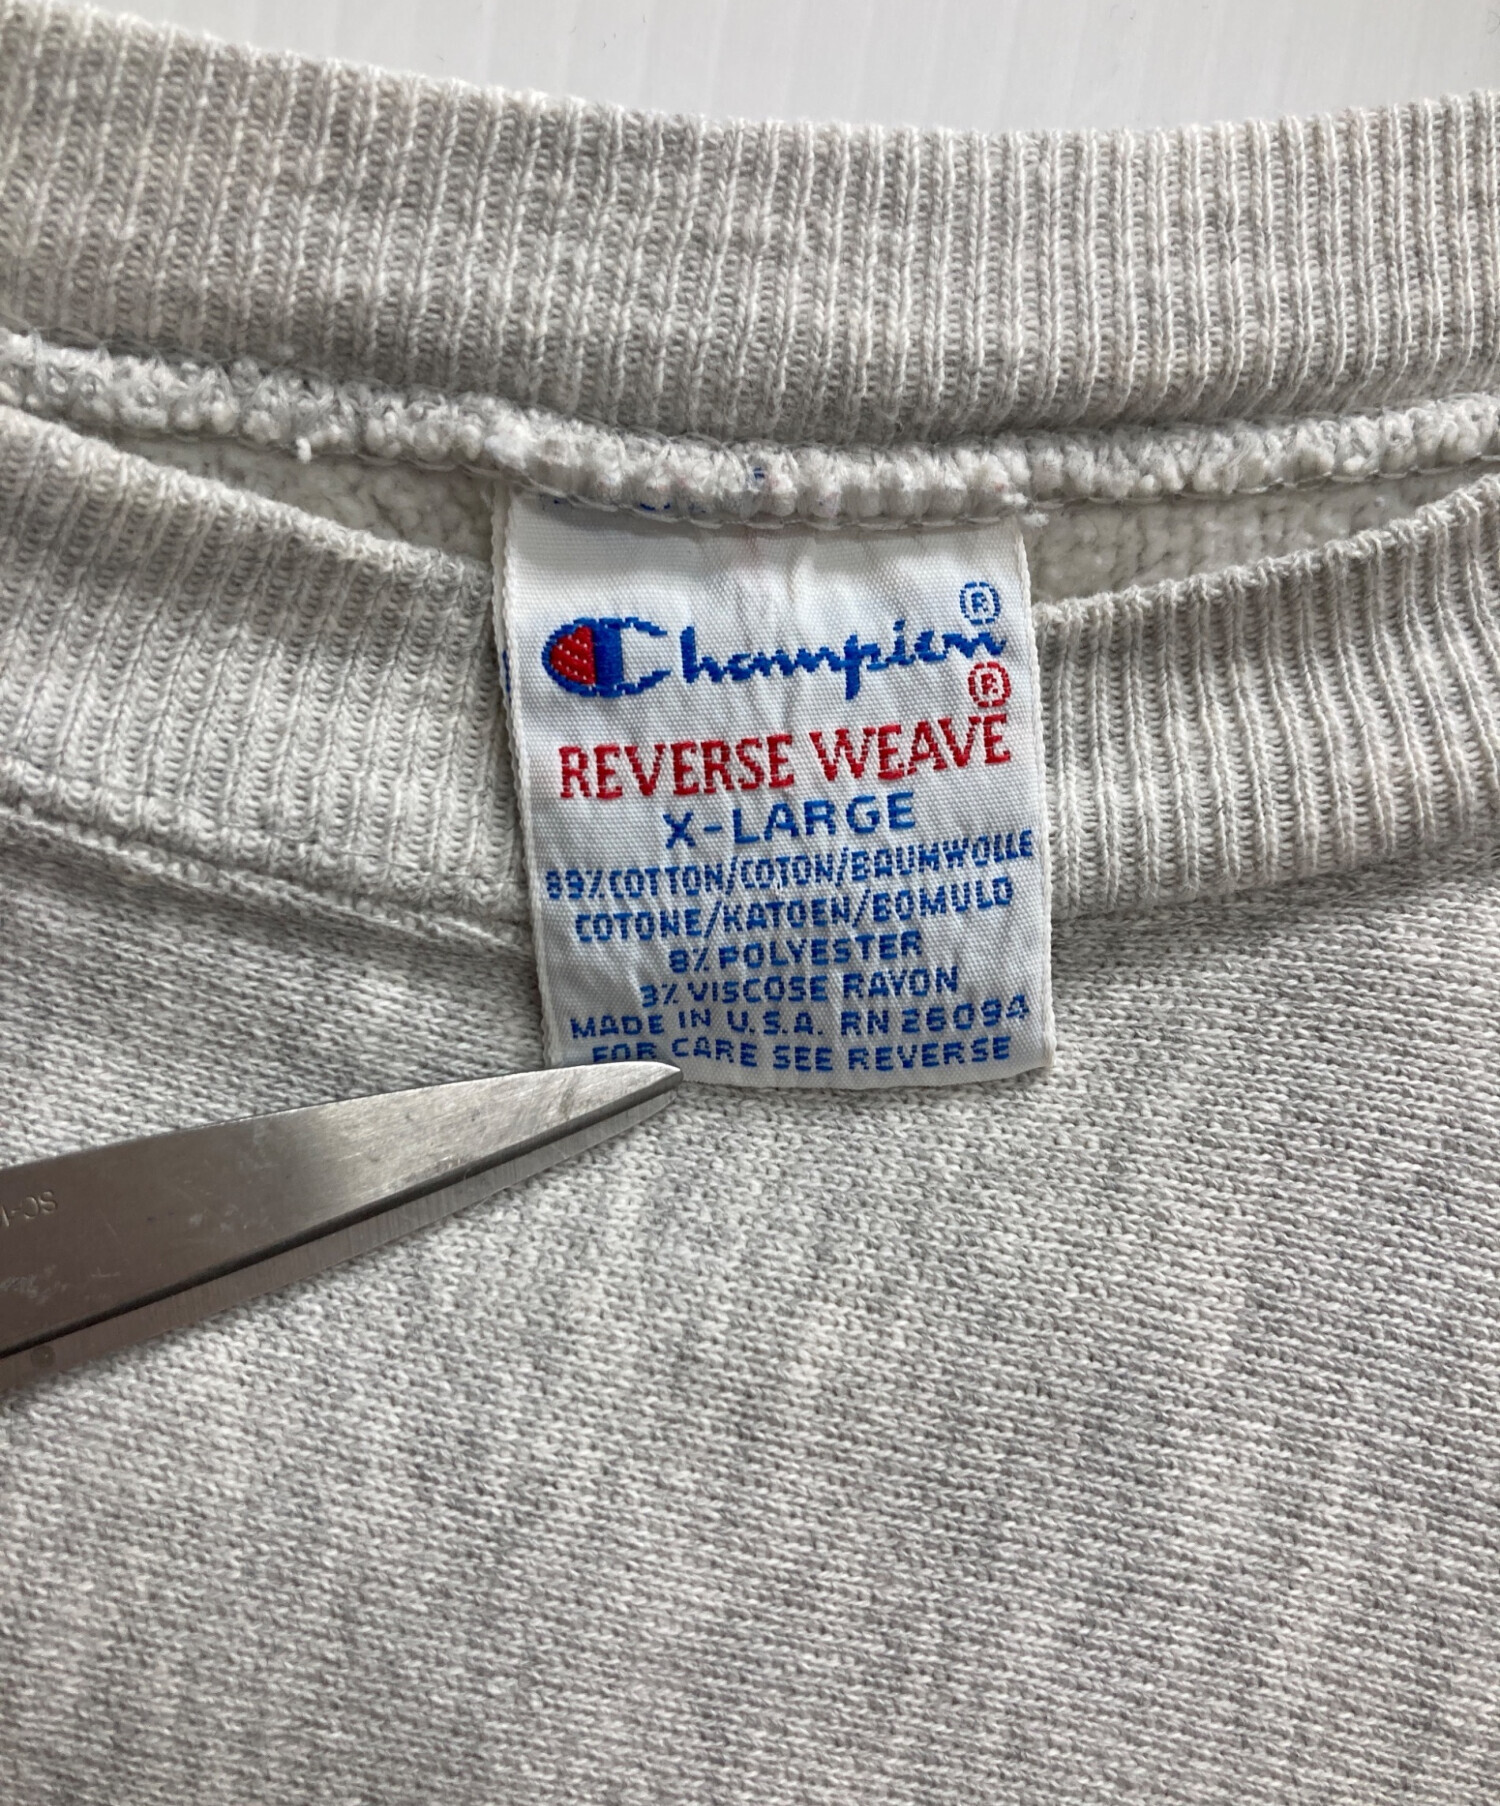 Champion®
REVERSE WEAVE®
X-LARGE
89%COTTON/COTON/BAUMWOLLE
COTONE/KATOEN/BOMULD
8%POLYESTER
3% VISCOSE RAYON
MADE IN U.S.A. RN 26094
FOR CARE SEE REVERSE